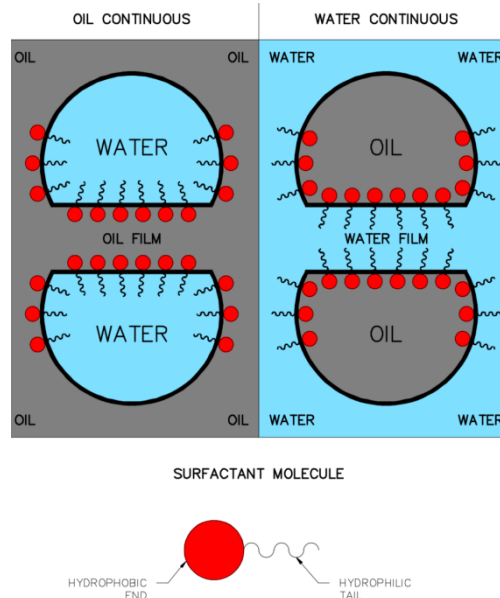 OIL CONTINUOUS
WATER CONTINUOUS
OIL
OIL
WATER
WATER
WATER
OIL
OIL FILM
WATER FILM
WATER
OIL
OIL
OIL
WATER
WATER
SURFACTANT MOLECULE
HYDROPHOBIC
END
HYDROPHILIC
TAIL